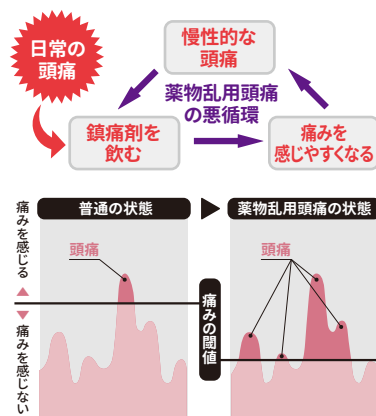 日常の
頭痛
慢性的な
頭痛
薬物乱用頭痛
の悪循環
鎮痛剤を
飲む
痛みを
感じやすくなる
普通の状態
薬物乱用頭痛の状態
痛みを感じる
痛みを感じない
頭痛
痛みの閾値
頭痛